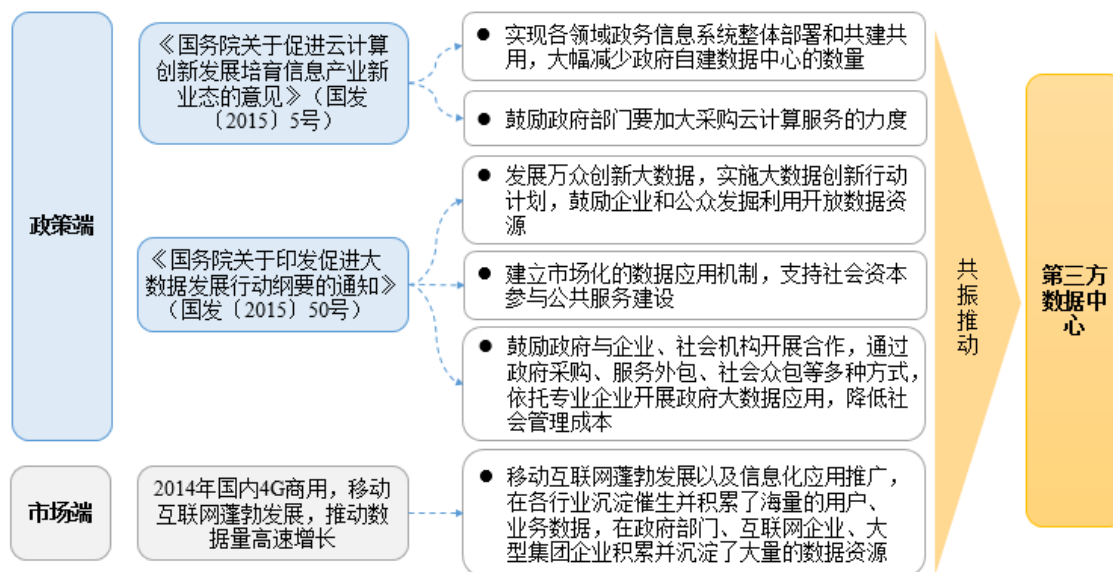 政策端
《国务院关于促进云计算
创新发展培育信息产业新
业态的意见》（国发
〔2015〕5号）
● 实现各领域政务信息系统整体部署和共建共
用，大幅减少政府自建数据中心的数量
● 鼓励政府部门要加大采购云计算服务的力度
《国务院关于印发促进大
数据发展行动纲要的通知》
（国发〔2015〕50号）
● 发展万众创新大数据，实施大数据创新行动
计划，鼓励企业和公众发掘利用开放数据资
源
● 建立市场化的数据应用机制，支持社会资本
参与公共服务建设
● 鼓励政府与企业、社会机构开展合作，通过
政府采购、服务外包、社会众包等多种方式，
依托专业企业开展政府大数据应用，降低社
会管理成本
市场端
2014年国内4G商用，移动
互联网蓬勃发展，推动数
据量高速增长
● 移动互联网蓬勃发展以及信息化应用推广，
在各行业沉淀催生并积累了海量的用户、
业务数据，在政府部门、互联网企业、大
型集团企业积累并沉淀了大量的数据资源
共振推动
第三方
数据中
心